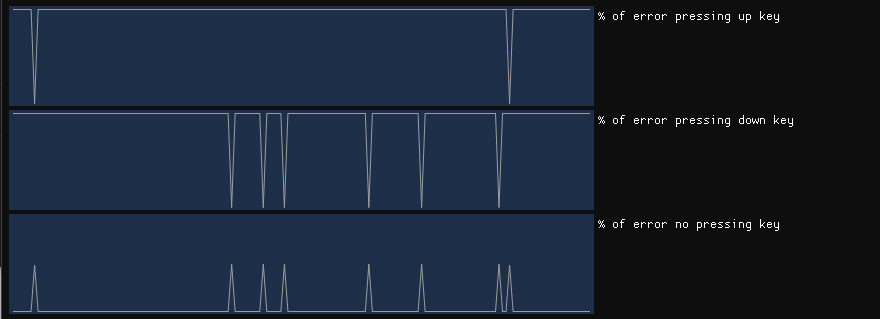 % of error pressing up key
% of error pressing down key
% of error no pressing key